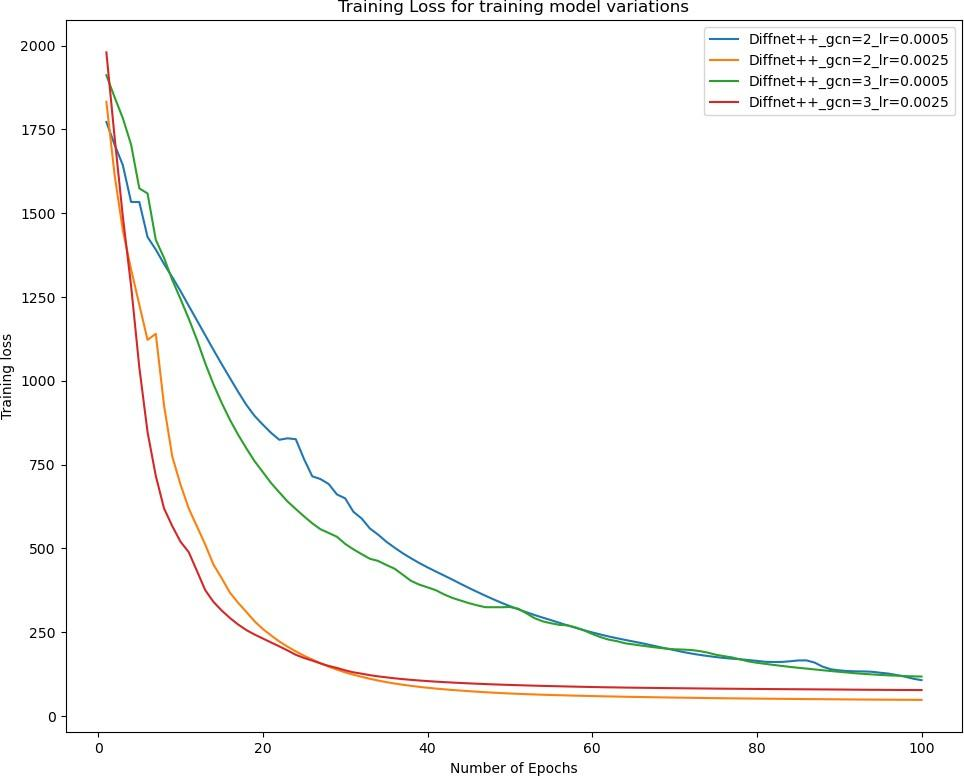 Training Loss for training model variations
Diffnet++_gcn=2_lr=0.0005
Diffnet++_gcn=2_lr=0.0025
Diffnet++_gcn=3_lr=0.0005
Diffnet++_gcn=3_lr=0.0025
2000
1750
1500
1250
1000
750
500
250
0
Training loss
0 20 40 60 80 100
Number of Epochs